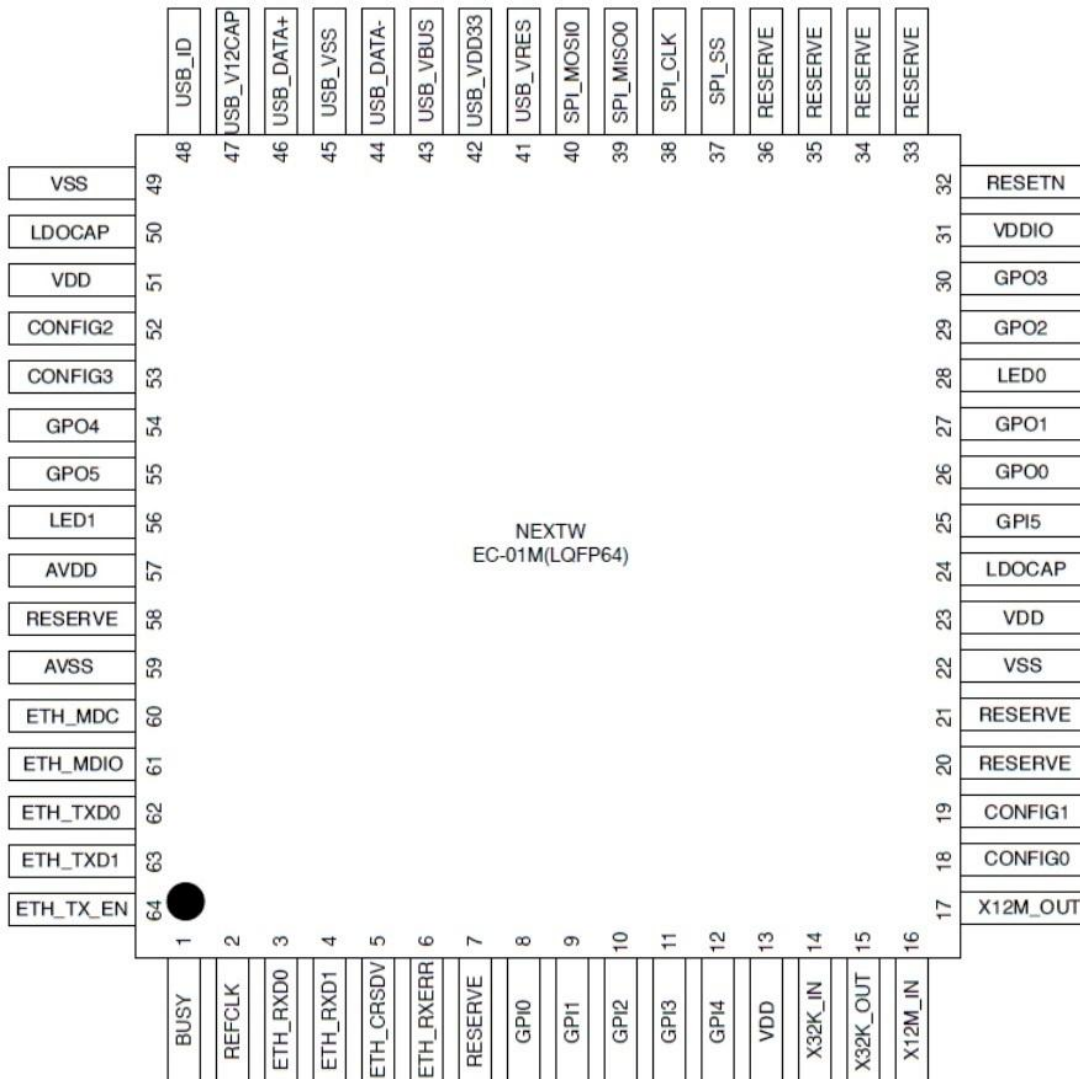 USB_ID
USB_V12CAP
USB_DATA+
USB_VSS
USB_DATA-
USB_VBUS
USB_VDD33
USB_VRES
SPI_MOSI0
SPI_MISO0
SPI_CLK
SPI_SS
RESERVE
RESERVE
RESERVE
RESERVE
48 47 46 45 44 43 42 41 40 39 38 37 36 35 34 33
VSS 49
LDOCAP 50
VDD 51
CONFIG2 52
CONFIG3 53
GPO4 54
GPO5 55
LED1 56
AVDD 57
RESERVE 58
AVSS 59
ETH_MDC 60
ETH_MDIO 61
ETH_TXD0 62
ETH_TXD1 63
ETH_TX_EN 64
NEXTW
EC-01M(LQFP64)
32 RESETN
31 VDDIO
30 GPO3
29 GPO2
28 LED0
27 GPO1
26 GPO0
25 GPI5
24 LDOCAP
23 VDD
22 VSS
21 RESERVE
20 RESERVE
19 CONFIG1
18 CONFIG0
17 X12M_OUT
1 2 3 4 5 6 7 8 9 10 11 12 13 14 15 16
BUSY
REFCLK
ETH_RXD0
ETH_RXD1
ETH_CRSDV
ETH_RXERR
RESERVE
GPI0
GPI1
GPI2
GPI3
GPI4
VDD
X32K_IN
X32K_OUT
X12M_IN